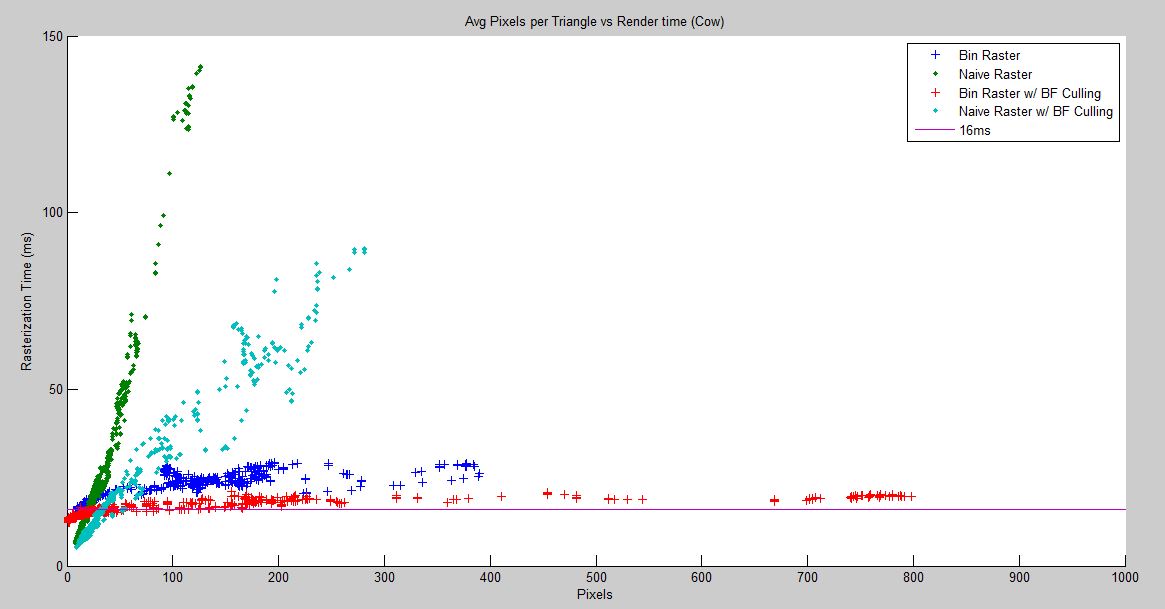 Avg Pixels per Triangle vs Render time (Cow)
150
100
50
0
Rasterization Time (ms)
Bin Raster
Naive Raster
Bin Raster w/ BF Culling
Naive Raster w/ BF Culling
16ms
0 100 200 300 400 500 600 700 800 900 1000
Pixels